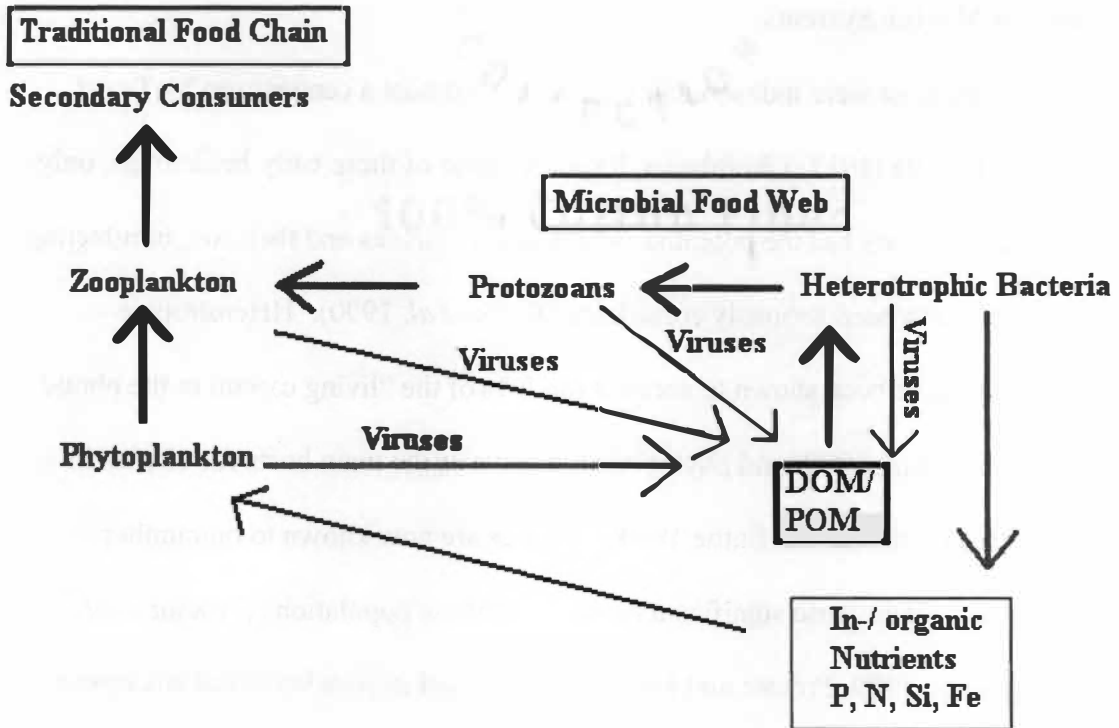 Traditional Food Chain
Secondary Consumers
Microbial Food Web
Zooplankton
Protozoans
Heterotrophic Bacteria
Viruses
Viruses
Viruses
Phytoplankton
Viruses
DOM/
POM
In-/ organic
Nutrients
P, N, Si, Fe